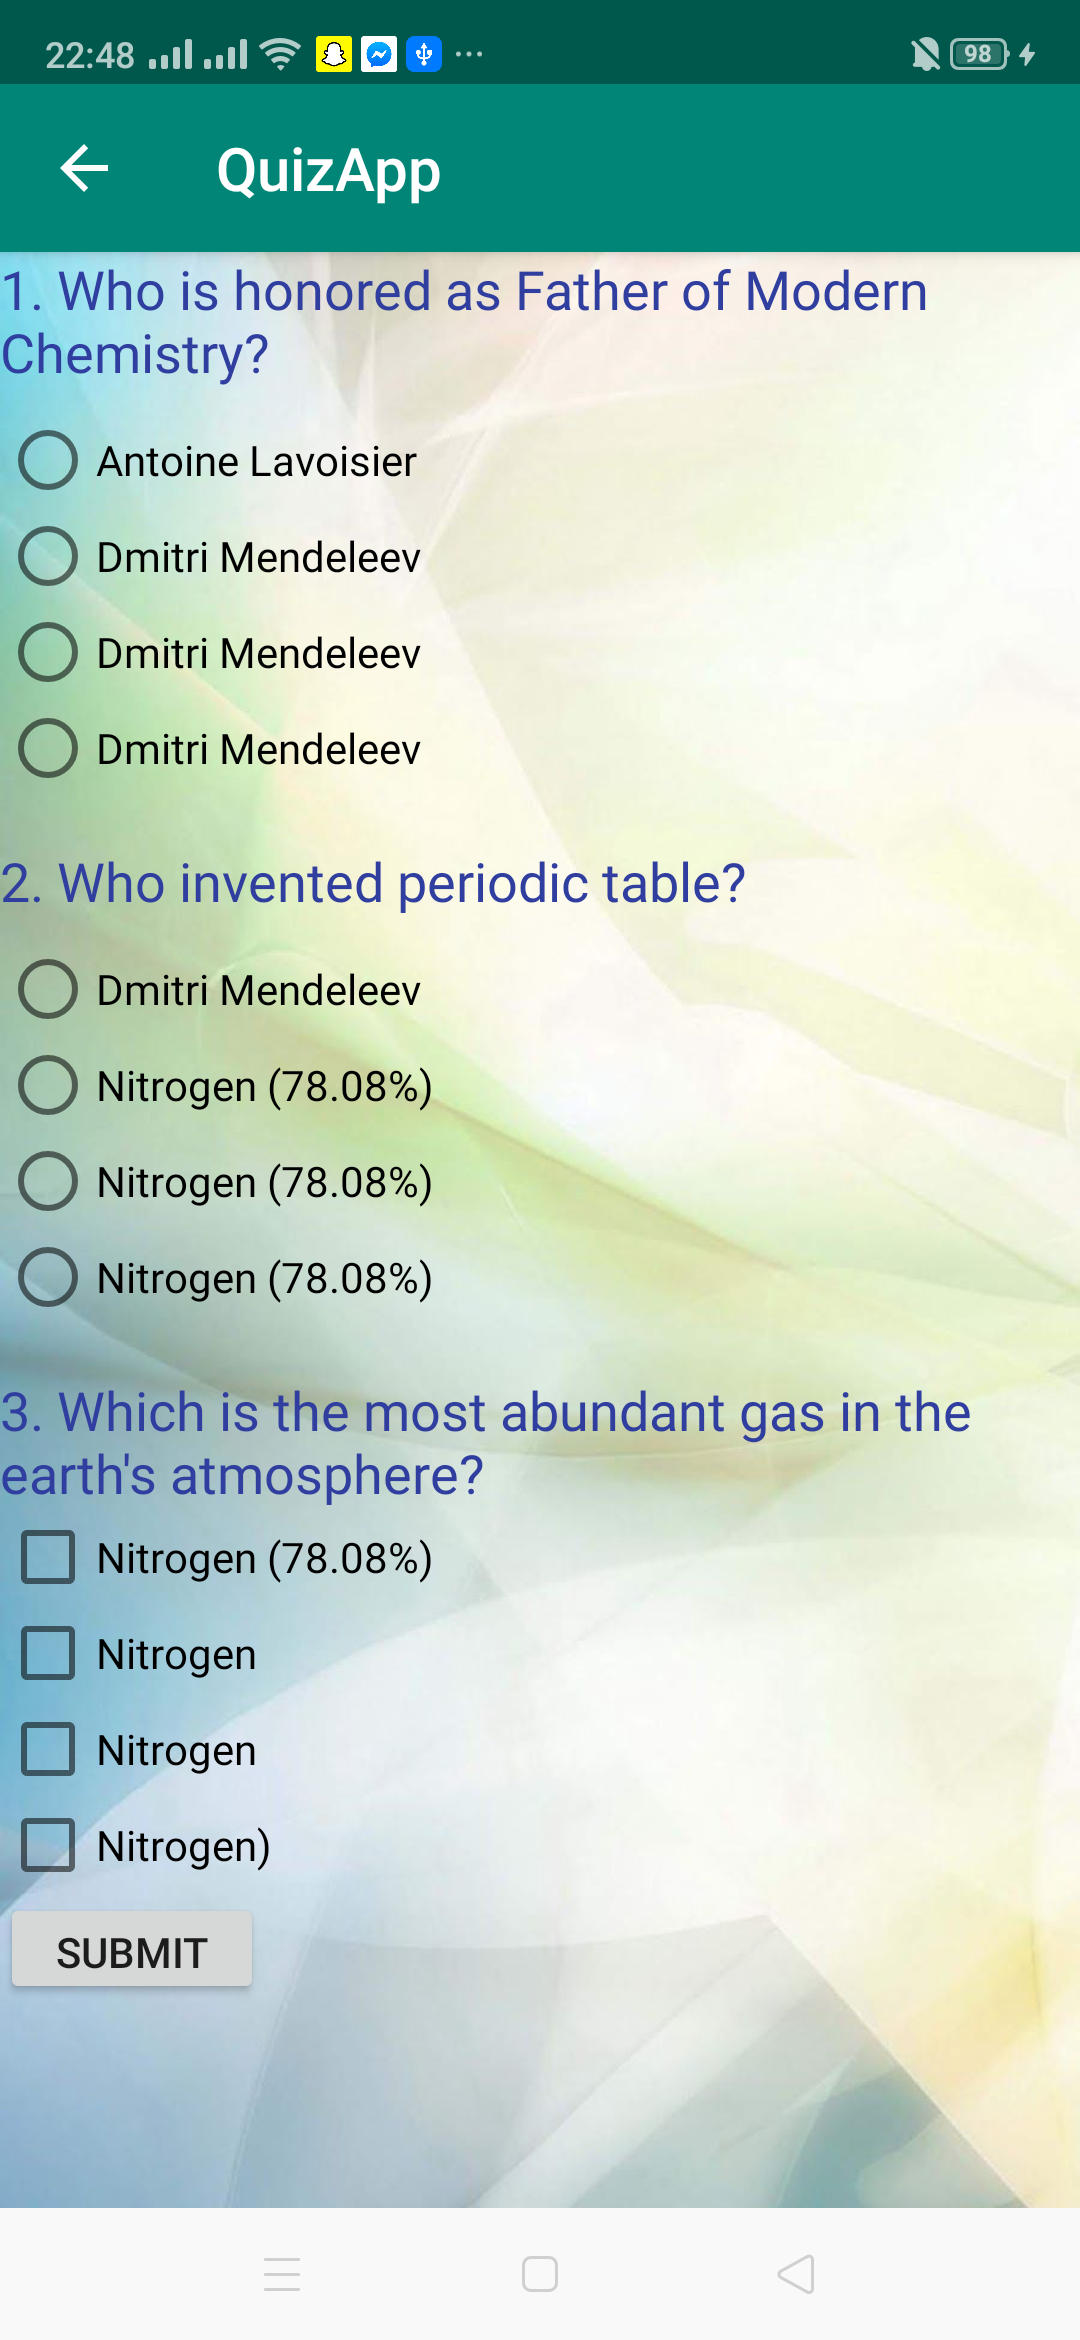 22:48
98
QuizApp
1. Who is honored as Father of Modern
Chemistry?
Antoine Lavoisier
Dmitri Mendeleev
Dmitri Mendeleev
Dmitri Mendeleev
2. Who invented periodic table?
Dmitri Mendeleev
Nitrogen (78.08%)
Nitrogen (78.08%)
Nitrogen (78.08%)
3. Which is the most abundant gas in the
earth's atmosphere?
Nitrogen (78.08%)
Nitrogen
Nitrogen
Nitrogen)
SUBMIT